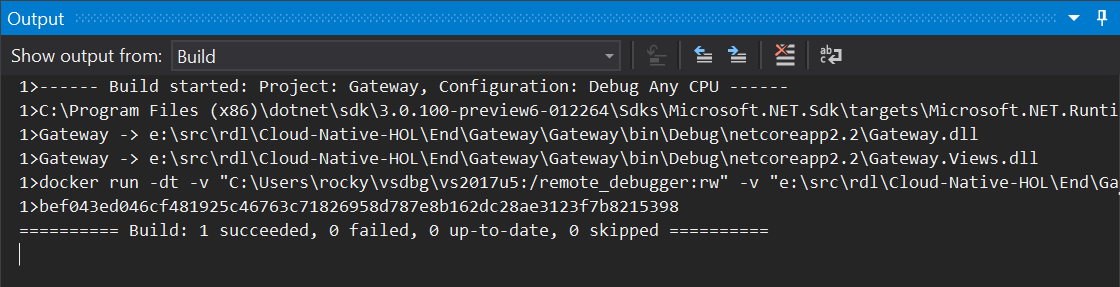 Output
Show output from: Build
1>------ Build started: Project: Gateway, Configuration: Debug Any CPU ------
1>C:\Program Files (x86)\dotnet\sdk\3.0.100-preview6-012264\Sdks\Microsoft.NET.Sdk\targets\Microsoft.NET.Runti
1>Gateway -> e:\src\rdl\Cloud-Native-HOL\End\Gateway\Gateway\bin\Debug\netcoreapp2.2\Gateway.dll
1>Gateway -> e:\src\rdl\Cloud-Native-HOL\End\Gateway\Gateway\bin\Debug\netcoreapp2.2\Gateway.Views.dll
1>docker run -dt -v "C:\Users\rocky\vsdbg\vs2017u5:/remote_debugger:rw" -v "e:\src\rdl\Cloud-Native-HOL\End\Ga
1>bef043ed046cf481925c46763c71826958d787e8b162dc28ae3123f7b8215398
========== Build: 1 succeeded, 0 failed, 0 up-to-date, 0 skipped ==========